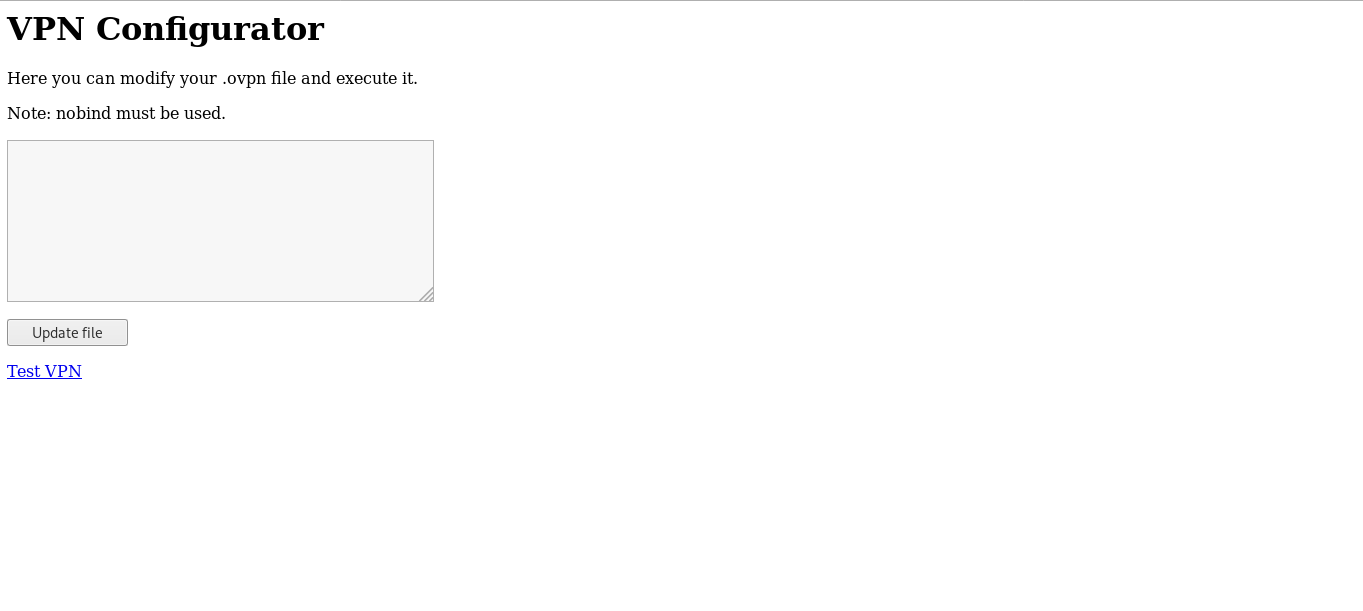 VPN Configurator
Here you can modify your .ovpn file and execute it.
Note: nobind must be used.
Update file
Test VPN